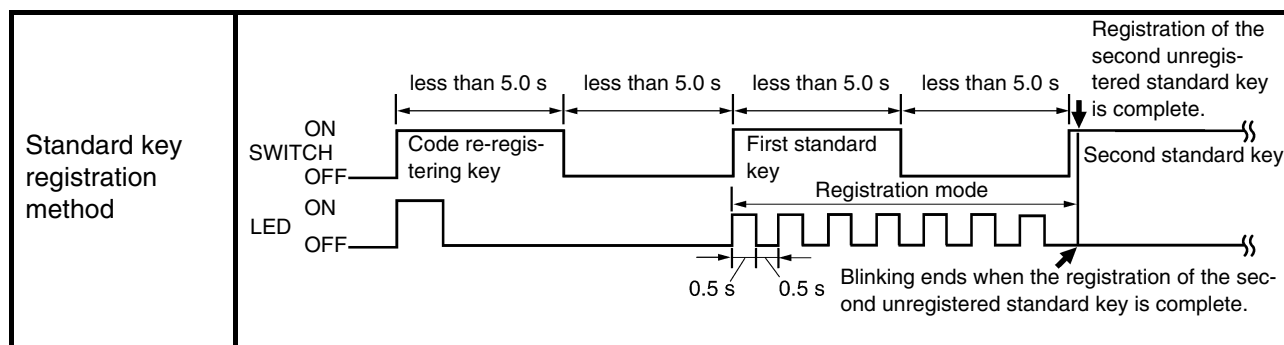 Standard key
registration
method
Registration of the
second unregis-
tered standard key
is complete.
less than 5.0 s
less than 5.0 s
less than 5.0 s
less than 5.0 s
ON
SWITCH
OFF
Code re-regis-
tering key
First standard
key
Second standard key
Registration mode
ON
LED
OFF
0.5 s
0.5 s
Blinking ends when the registration of the sec-
ond unregistered standard key is complete.